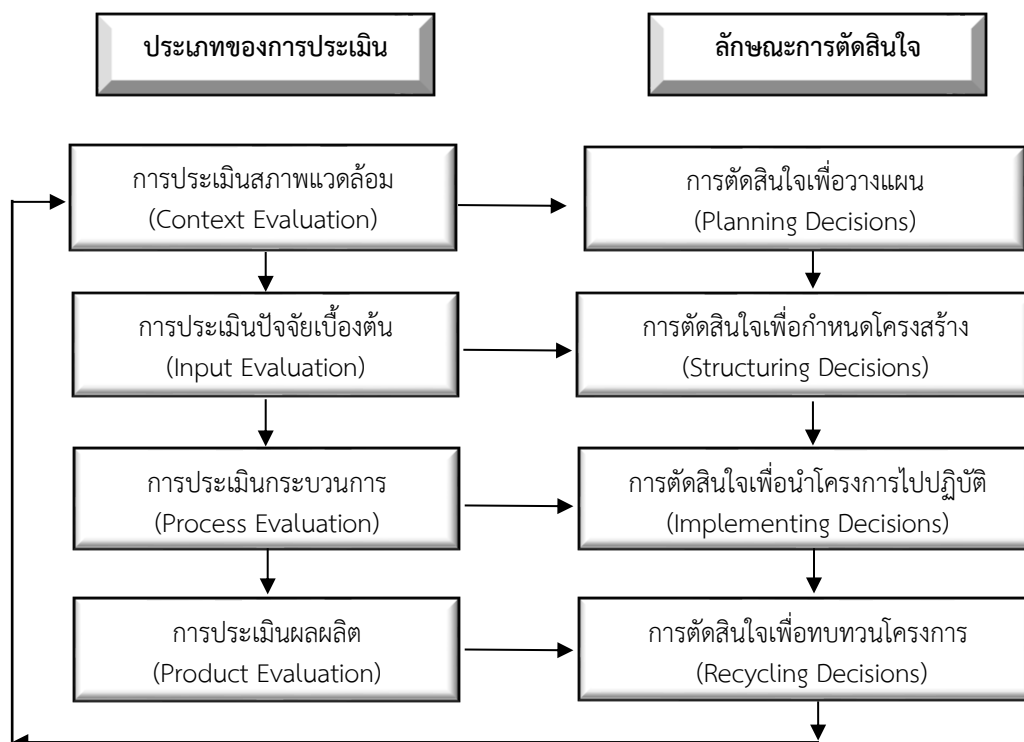 ประเภทของการประเมิน
ลักษณะการตัดสินใจ
การประเมินสภาพแวดล้อม
(Context Evaluation)
การตัดสินใจเพื่อวางแผน
(Planning Decisions)
การประเมินปัจจัยเบื้องต้น
(Input Evaluation)
การตัดสินใจเพื่อกำหนดโครงสร้าง
(Structuring Decisions)
การประเมินกระบวนการ
(Process Evaluation)
การตัดสินใจเพื่อนำโครงการไปปฏิบัติ
(Implementing Decisions)
การประเมินผลผลิต
(Product Evaluation)
การตัดสินใจเพื่อทบทวนโครงการ
(Recycling Decisions)